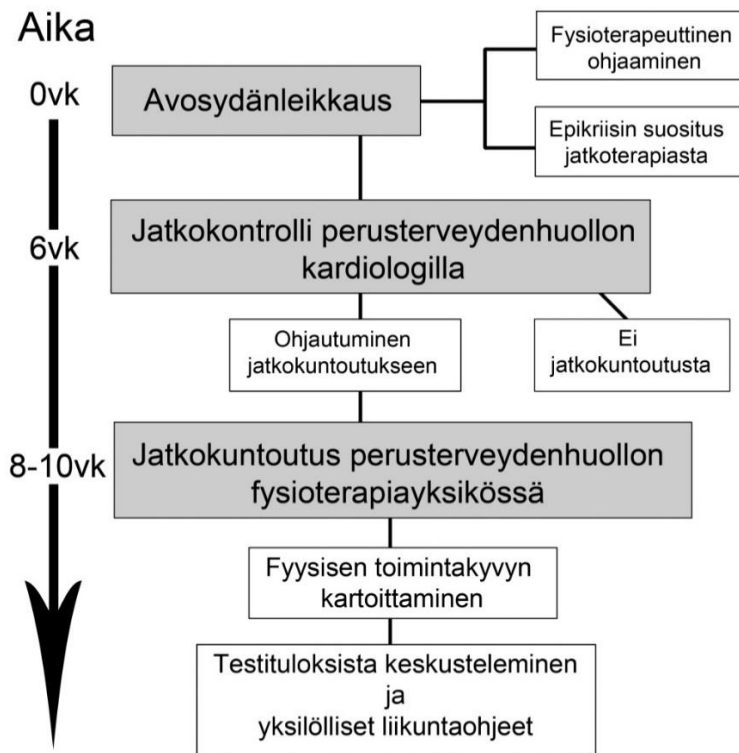 Aika
0vk
Avosydänleikkaus
Fysioterapeuttinen
ohjaaminen
Epikriisin suositus
jatkoterapiasta
6vk
Jatkokontrolli perusterveydenhuollon
kardiologilla
Ohjautuminen
jatkokuntoutukseen
Ei
jatkokuntoutusta
8-10vk
Jatkokuntoutus perusterveydenhuollon
fysioterapiayksikössä
Fyysisen toimintakyvyn
kartoittaminen
Testituloksista keskusteleminen
ja
yksilölliset liikuntaohjeet